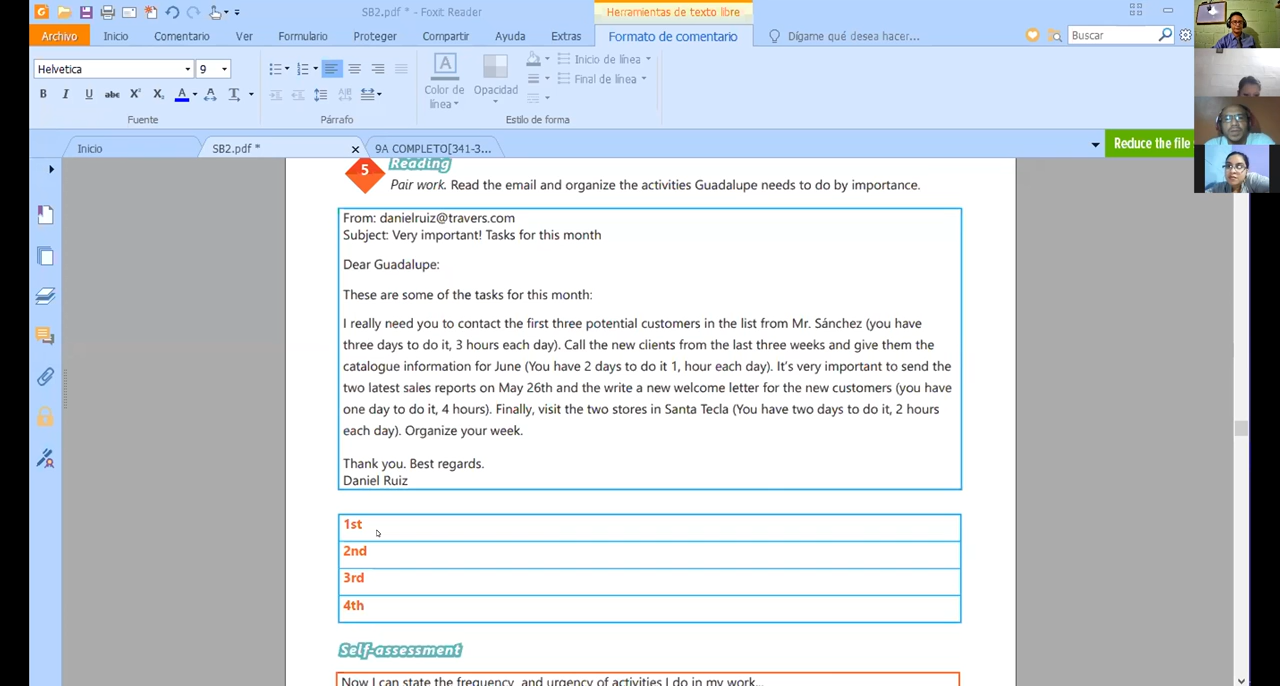 SB2.pdf * - Foxit Reader
Herramientas de texto libre
Archivo
Inicio
Comentario
Ver
Formulario
Proteger
Compartir
Ayuda
Extras
Formato de comentario
Dígame qué desea hacer...
Buscar
Helvetica
9
Color de línea
Opacidad
Inicio de línea
Final de línea
Fuente
Párrafo
Estilo de forma
Inicio
SB2.pdf *
9A COMPLETO[341-3...
Reduce the file
5
Reading
Pair work. Read the email and organize the activities Guadalupe needs to do by importance.
From: danielruiz@travers.com
Subject: Very important! Tasks for this month
Dear Guadalupe:
These are some of the tasks for this month:
I really need you to contact the first three potential customers in the list from Mr. Sánchez (you have
three days to do it, 3 hours each day). Call the new clients from the last three weeks and give them the
catalogue information for June (You have 2 days to do it 1, hour each day). It's very important to send the
two latest sales reports on May 26th and the write a new welcome letter for the new customers (you have
one day to do it, 4 hours). Finally, visit the two stores in Santa Tecla (You have two days to do it, 2 hours
each day). Organize your week.
Thank you. Best regards.
Daniel Ruiz
1st
2nd
3rd
4th
Self-assessment
Now I can state the frequency, and urgency of activities I do in my work...